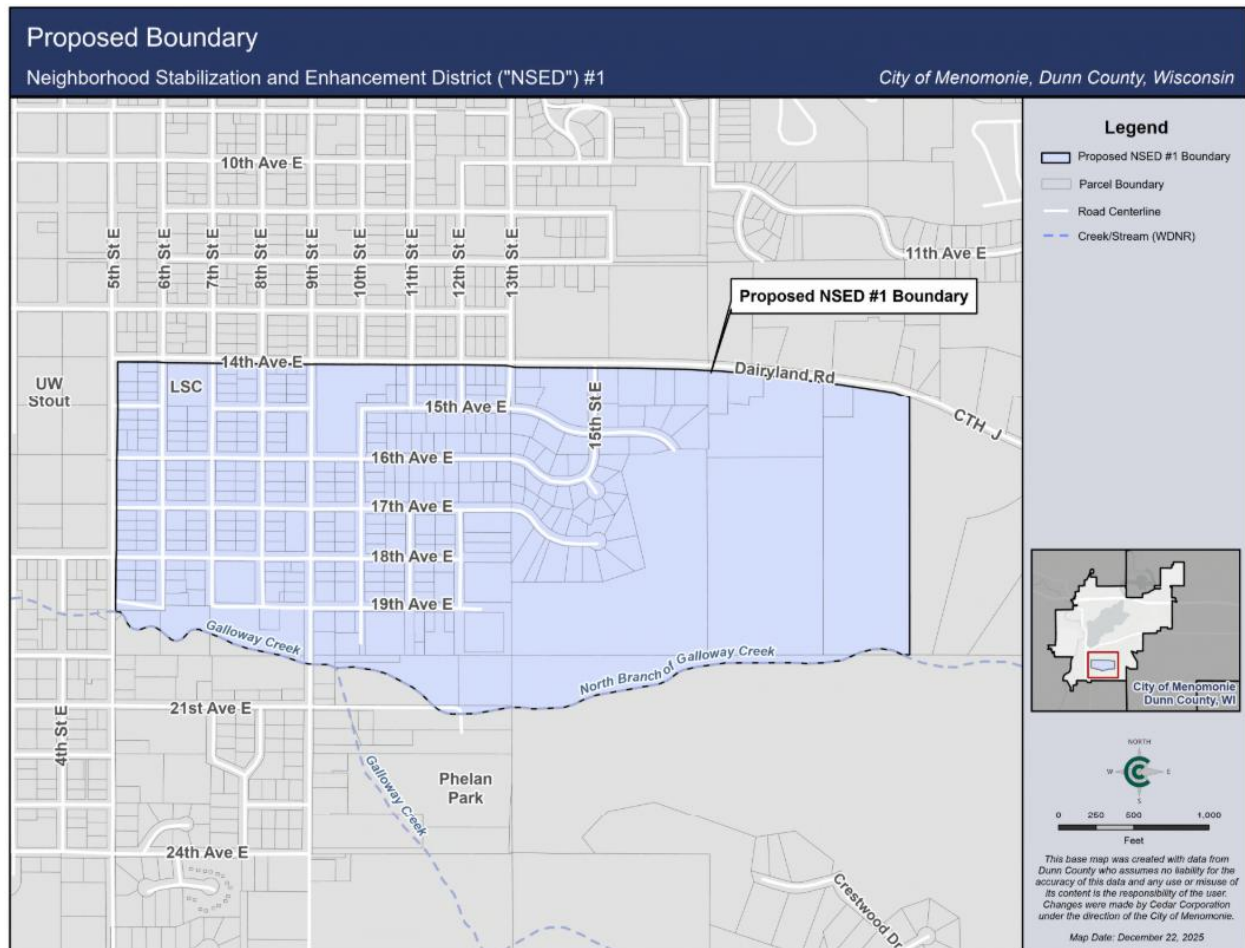 Proposed Boundary
Neighborhood Stabilization and Enhancement District ("NSED") #1
City of Menomonie, Dunn County, Wisconsin
10th Ave E
5th St E
6th St E
7th St E
8th St E
9th St E
10th St E
11th St E
12th St E
13th St E
11th Ave E
Proposed NSED #1 Boundary
14th Ave E
Dairyland Rd
CTH J
UW
Stout
LSC
15th Ave E
15th St E
16th Ave E
17th Ave E
18th Ave E
19th Ave E
Galloway Creek
North Branch of Galloway Creek
21st Ave E
4th St E
Galloway Creek
Phelan
Park
24th Ave E
Crestwood Dr
Legend
Proposed NSED #1 Boundary
Parcel Boundary
Road Centerline
Creek/Stream (WDNR)
City of Menomonie
Dunn County, WI
NORTH
W
E
S
0 250 500 1,000
Feet
This base map was created with data from
Dunn County who assumes no liability for the
accuracy of this data and any use or misuse of
its content is the responsibility of the user.
Changes were made by Cedar Corporation
under the direction of the City of Menomonie.
Map Date: December 22, 2025